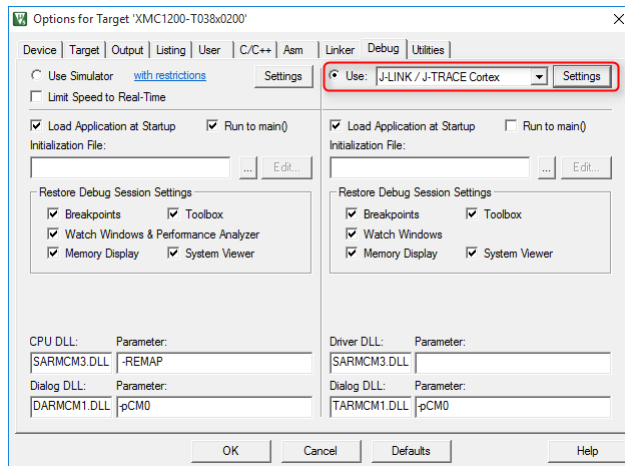 Options for Target 'XMC1200-T038x0200'
Device Target Output Listing User C/C++ Asm Linker Debug Utilities
Use Simulator with restrictions Settings Use: J-LINK / J-TRACE Cortex Settings
Limit Speed to Real-Time
Load Application at Startup Run to main() Load Application at Startup Run to main()
Initialization File: Initialization File:
... Edit... ... Edit...
Restore Debug Session Settings Restore Debug Session Settings
Breakpoints Toolbox Breakpoints Toolbox
Watch Windows & Performance Analyzer Watch Windows
Memory Display System Viewer Memory Display System Viewer
CPU DLL: Parameter: Driver DLL: Parameter:
SARMCM3.DLL -REMAP SARMCM3.DLL
Dialog DLL: Parameter: Dialog DLL: Parameter:
DARMCM1.DLL -pCM0 TARMCM1.DLL -pCM0
OK Cancel Defaults Help